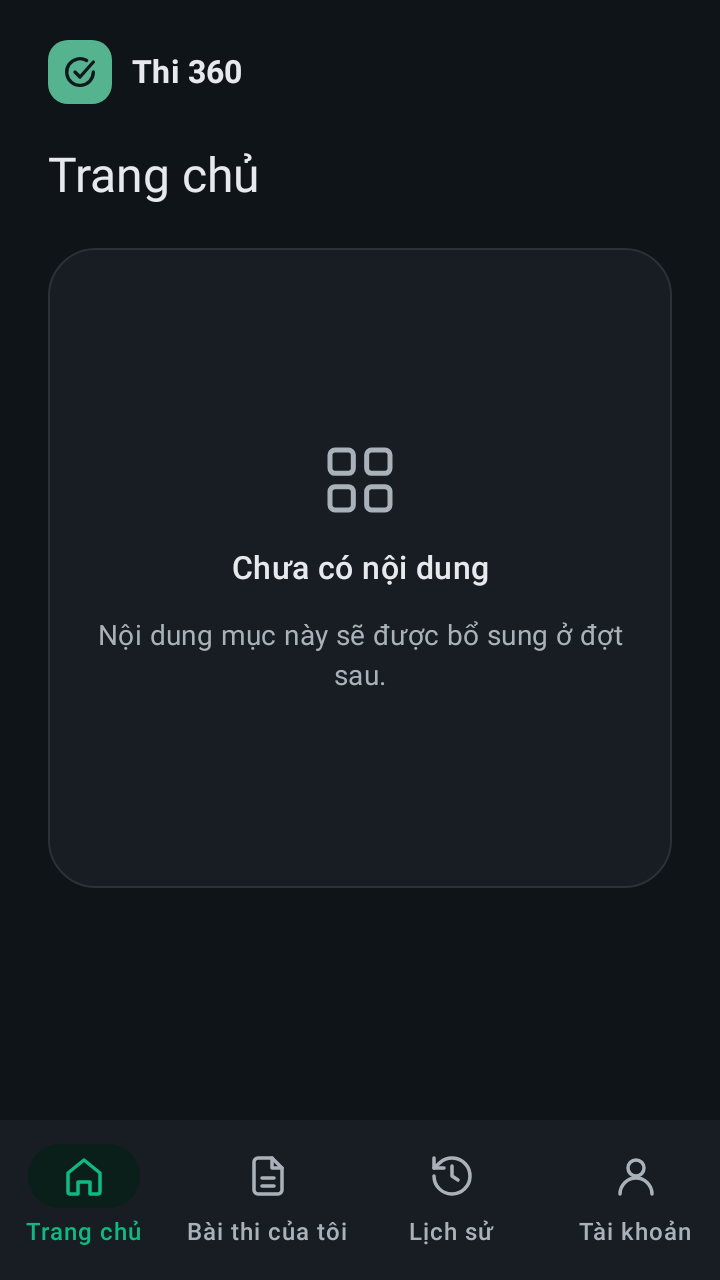 Thi 360
Trang chủ
Chưa có nội dung
Nội dung mục này sẽ được bổ sung ở đợt
sau.
Trang chủ
Bài thi của tôi
Lịch sử
Tài khoản